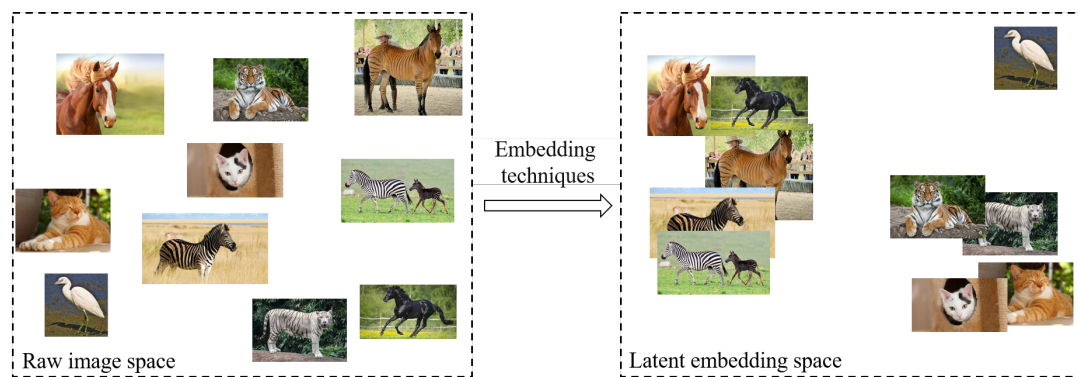 Raw image space
Embedding
techniques
Latent embedding space